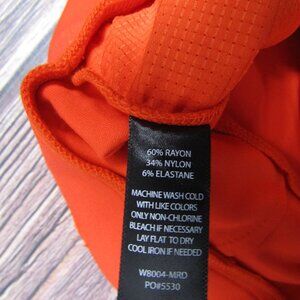 60% RAYON
34% NYLON
6% ELASTANE
MACHINE WASH COLD
WITH LIKE COLORS
ONLY NON-CHLORINE
BLEACH IF NECESSARY
LAY FLAT TO DRY
COOL IRON IF NEEDED
WB004-MRD
PO#5530